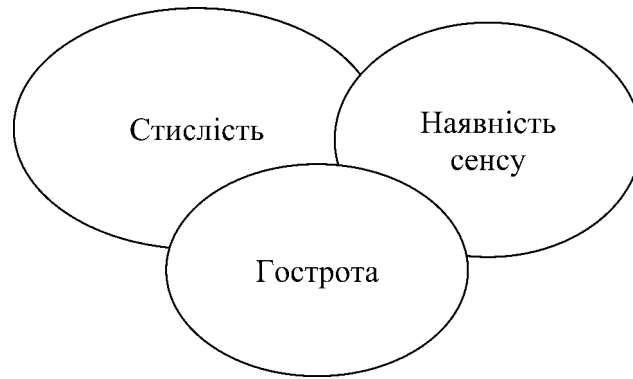 Стислість
Наявність
сенсу
Гострота